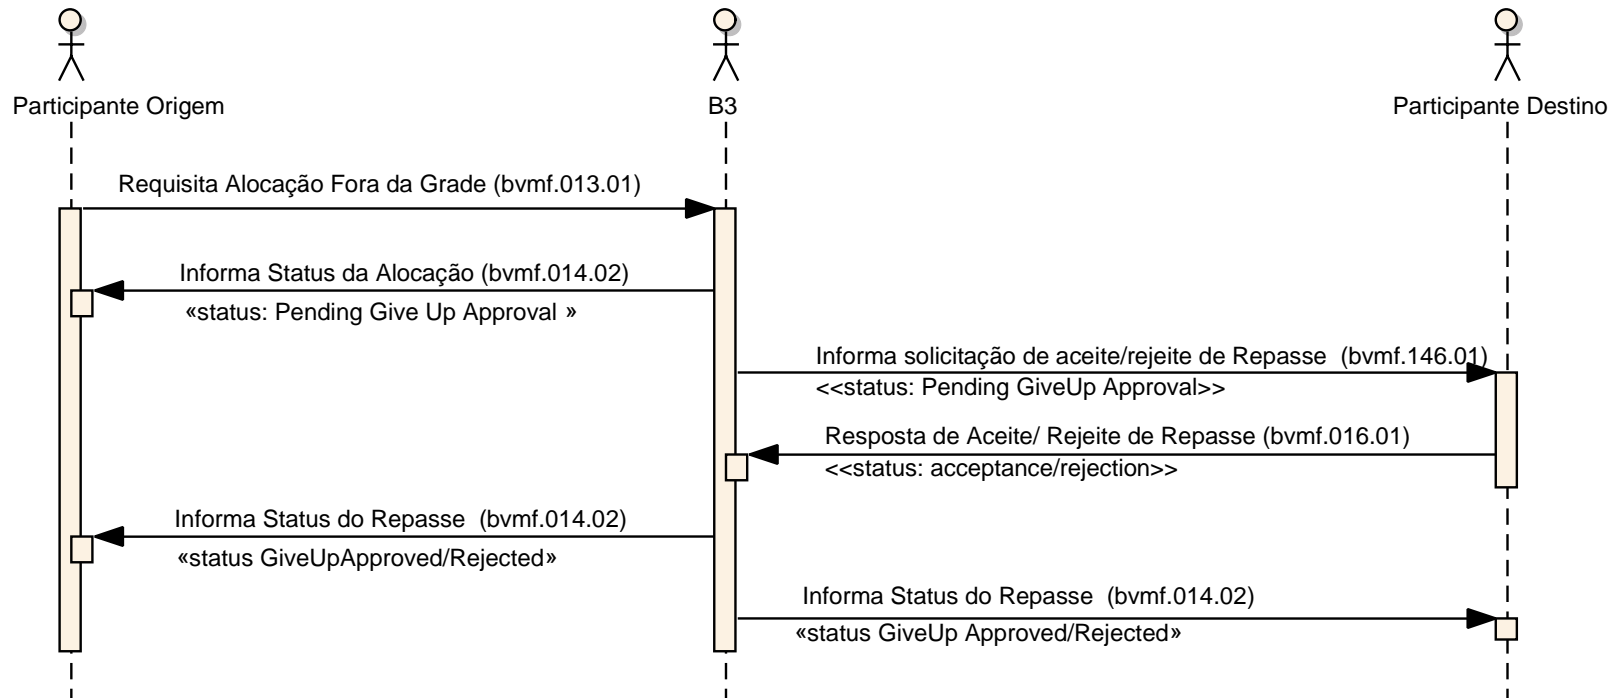 Participante Origem
B3
Participante Destino
Requisita Alocação Fora da Grade (bvmf.013.01)
Informa Status da Alocação (bvmf.014.02)
«status: Pending Give Up Approval »
Informa solicitação de aceite/rejeite de Repasse (bvmf.146.01)
<<status: Pending GiveUp Approval>>
Resposta de Aceite/ Rejeite de Repasse (bvmf.016.01)
<<status: acceptance/rejection>>
Informa Status do Repasse (bvmf.014.02)
«status GiveUpApproved/Rejected»
Informa Status do Repasse (bvmf.014.02)
«status GiveUp Approved/Rejected»